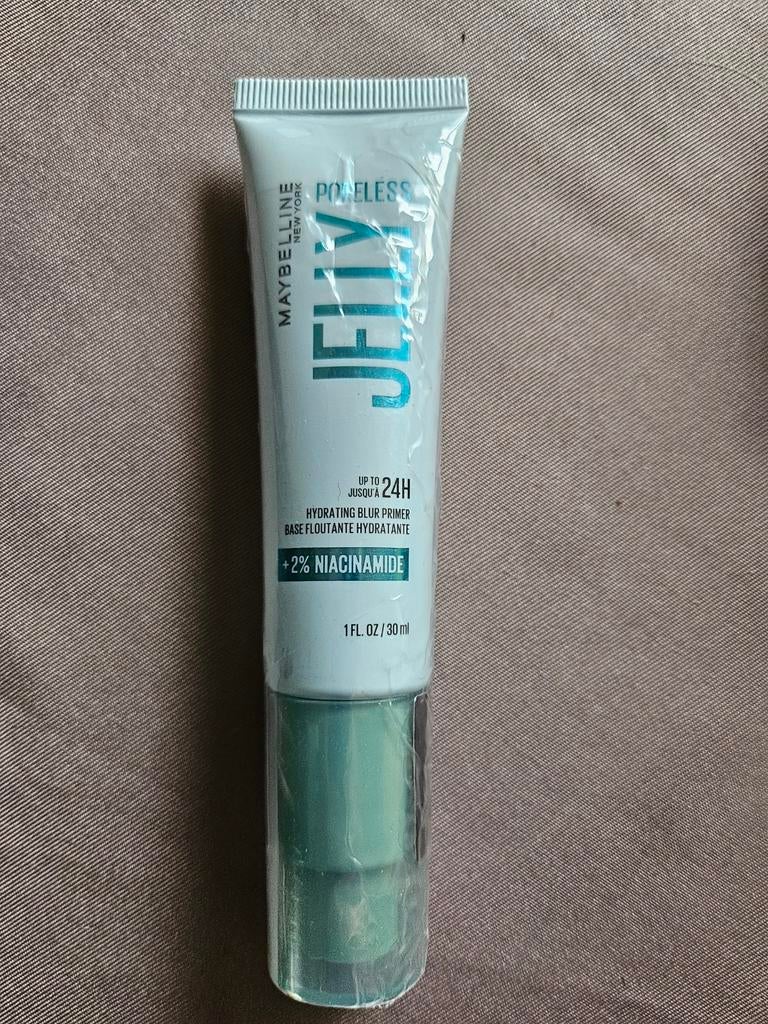 MAYBELLINE
NEW YORK
PORELESS
JELLY
UP TO
JUSQU'À 24H
HYDRATING BLUR PRIMER
BASE FLOUTANTE HYDRATANTE
+2% NIACINAMIDE
1 FL. OZ / 30 ml